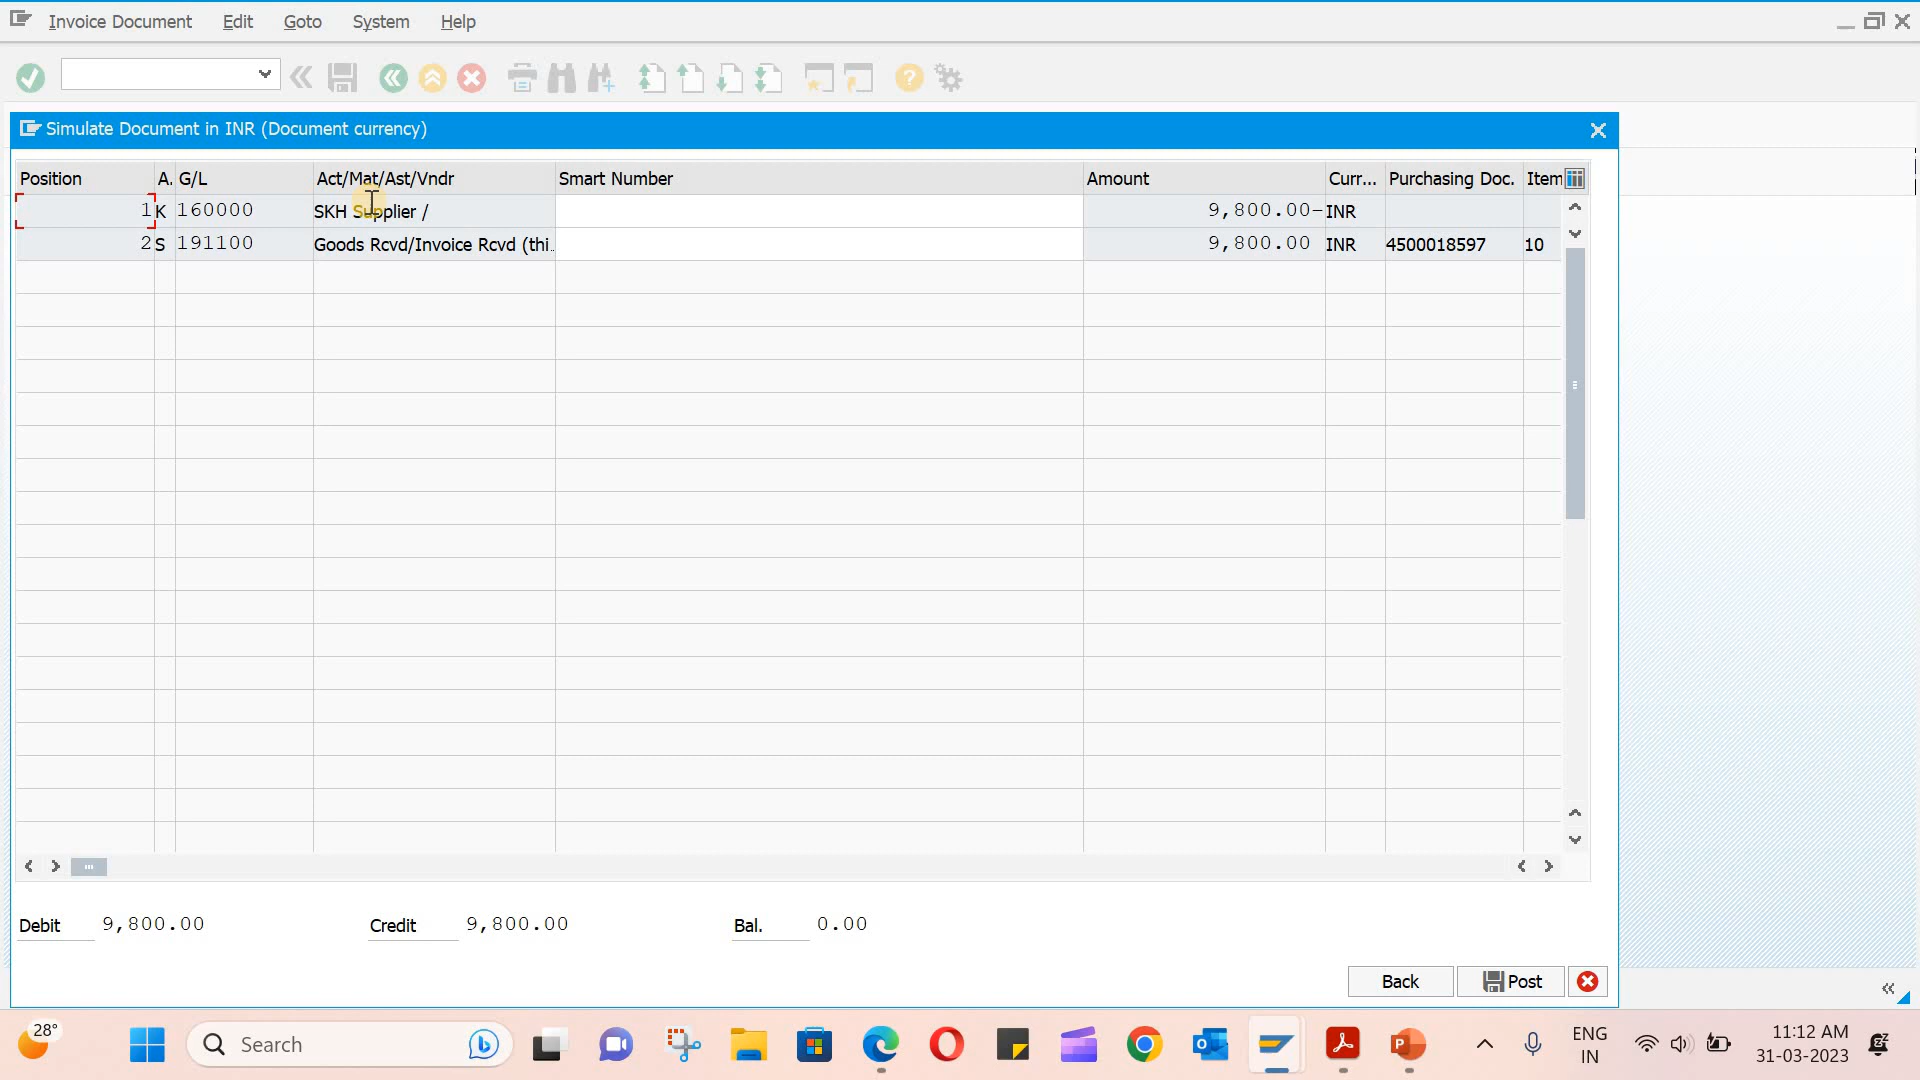 Invoice Document Edit Goto System Help
Simulate Document in INR (Document currency)
Position A. G/L Act/Mat/Ast/Vndr Smart Number Amount Curr... Purchasing Doc. Item
1 K 160000 SKH Supplier / 9,800.00- INR
2 S 191100 Goods Rcvd/Invoice Rcvd (thi.. 9,800.00 INR 4500018597 10
Debit 9,800.00 Credit 9,800.00 Bal. 0.00
Back Post
28° Search ENG 11:12 AM
IN 31-03-2023